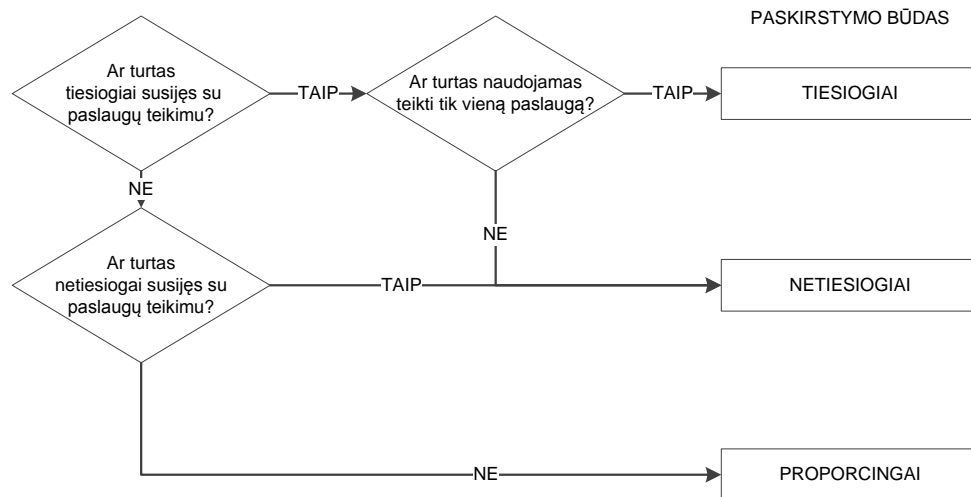 PASKIRSTYMO BŪDAS
Ar turtas
tiesiogiai susijęs su
paslaugų teikimu?
TAIP
Ar turtas naudojamas
teikti tik vieną paslaugą?
TAIP
TIESIOGIAI
NE
NE
Ar turtas
netiesiogai susijęs su
paslaugų teikimu?
TAIP
NETIESIOGIAI
NE
PROPORCINGAI